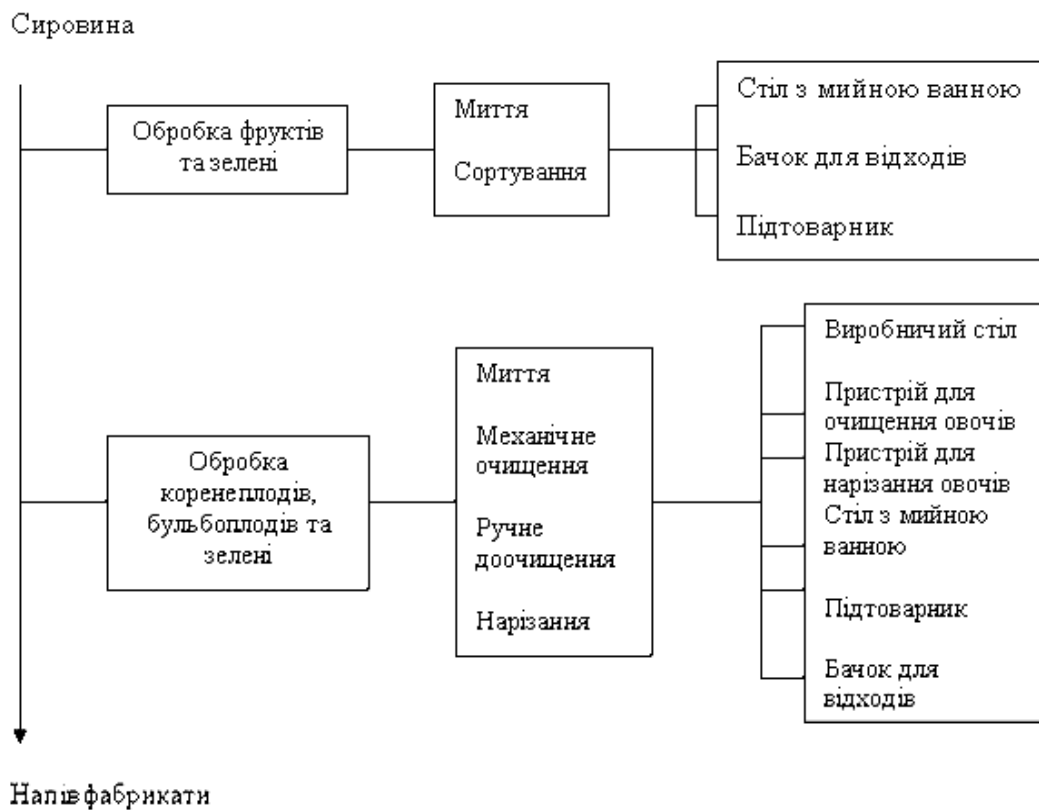 Сировина
Обробка фруктів
та зелені
Миття
Сортування
Стіл з мийною ванною
Бачок для відходів
Підтоварник
Обробка
коренеплодів,
бульбоплодів та
зелені
Миття
Механічне
очищення
Ручне
доочищення
Нарізання
Виробничий стіл
Пристрій для
очищення овочів
Пристрій для
нарізання овочів
Стіл з мийною
ванною
Підтоварник
Бачок для
відходів
Напівфабрикати